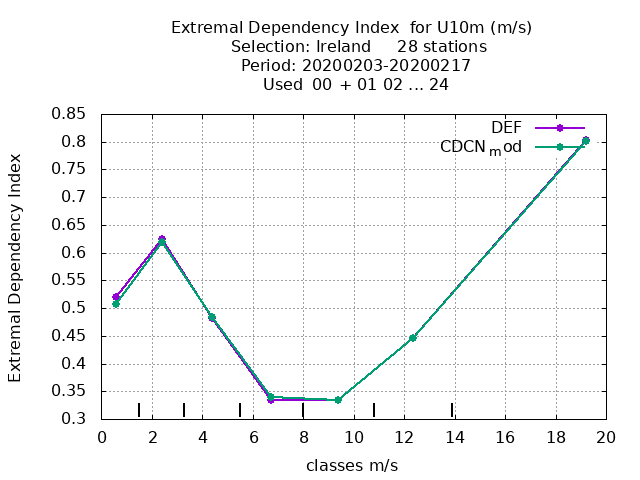 Extremal Dependency Index for U10m (m/s)
Selection: Ireland 28 stations
Period: 20200203-20200217
Used 00 + 01 02 ... 24
DEF
CDCNmod
Extremal Dependency Index
0.85
0.8
0.75
0.7
0.65
0.6
0.55
0.5
0.45
0.4
0.35
0.3
0 2 4 6 8 10 12 14 16 18 20
classes m/s